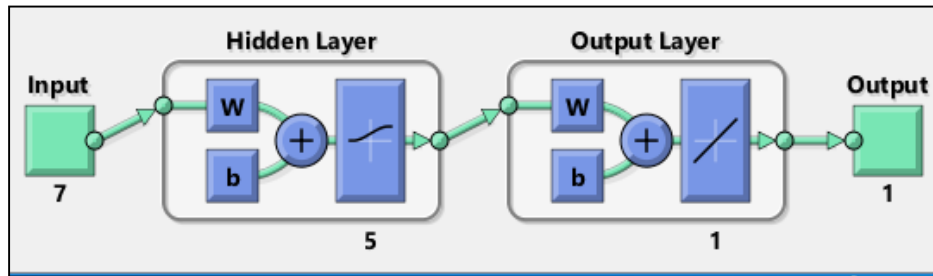 Hidden Layer Output Layer
Input Output
W W
+ +
b b
7 1
5 1